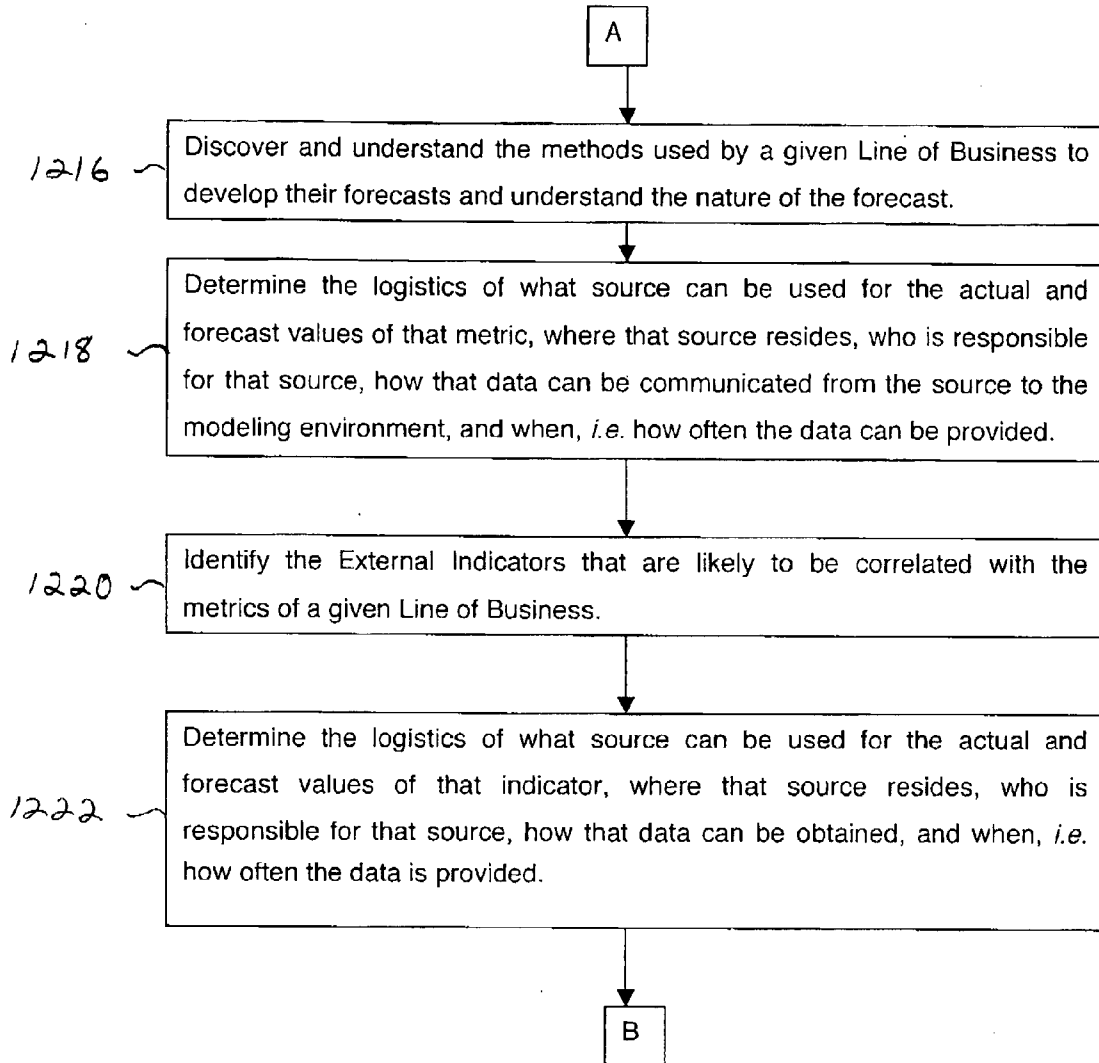 A
1216
Discover and understand the methods used by a given Line of Business to
develop their forecasts and understand the nature of the forecast.
1218
Determine the logistics of what source can be used for the actual and
forecast values of that metric, where that source resides, who is responsible
for that source, how that data can be communicated from the source to the
modeling environment, and when, i.e. how often the data can be provided.
1220
Identify the External Indicators that are likely to be correlated with the
metrics of a given Line of Business.
1222
Determine the logistics of what source can be used for the actual and
forecast values of that indicator, where that source resides, who is
responsible for that source, how that data can be obtained, and when, i.e.
how often the data is provided.
B